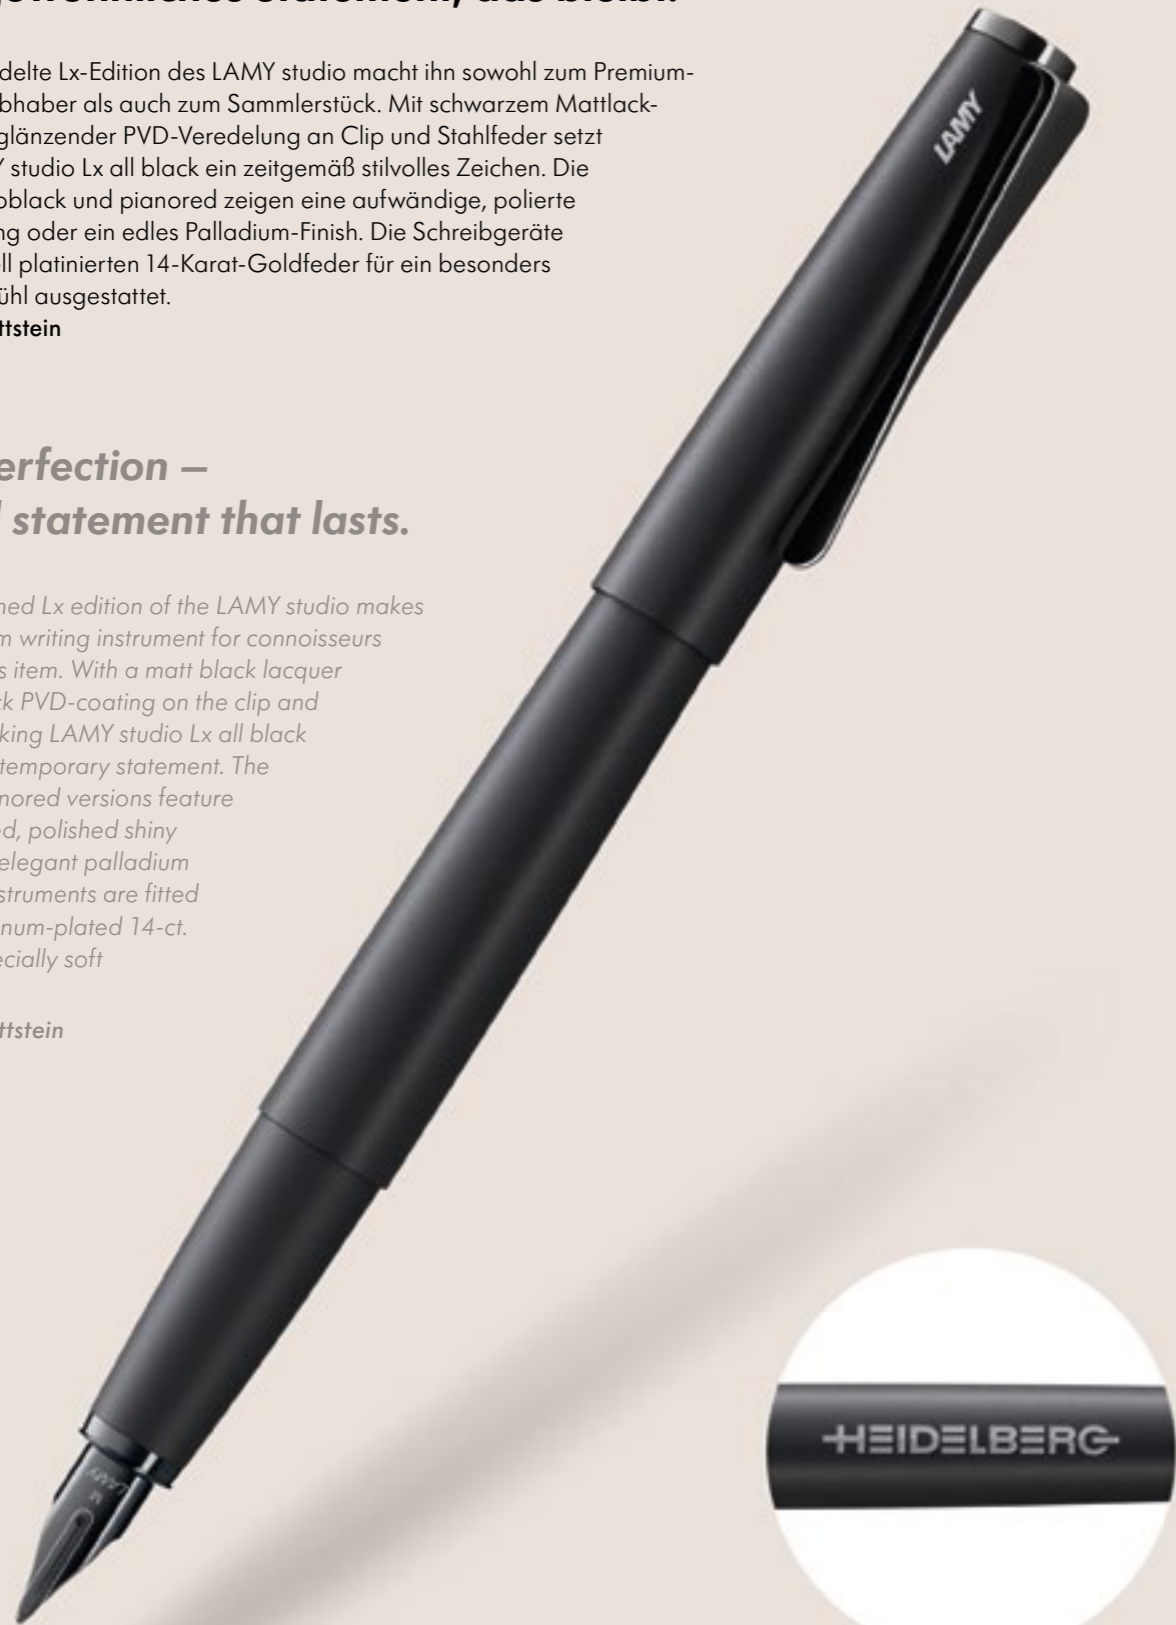 delte Lx-Edition des LAMY studio macht ihn sowohl zum Premium-
bhaber als auch zum Sammlerstück. Mit schwarzem Mattlack-
glänzender PVD-Veredelung an Clip und Stahlfeder setzt
Y studio Lx all black ein zeitgemäß stilvolles Zeichen. Die
oblack und pianored zeigen eine aufwändige, polierte
ng oder ein edles Palladium-Finish. Die Schreibgeräte
ll platinierten 14-Karat-Goldfeder für ein besonders
ühl ausgestattet.
ttstein
erfection –
statement that lasts.
ned Lx edition of the LAMY studio makes
m writing instrument for connoisseurs
s item. With a matt black lacquer
ck PVD-coating on the clip and
king LAMY studio Lx all black
temporary statement. The
nored versions feature
ed, polished shiny
elegant palladium
struments are fitted
num-plated 14-ct.
ecially soft
ttstein
LAMY
LAMY
M
HEIDELBERG